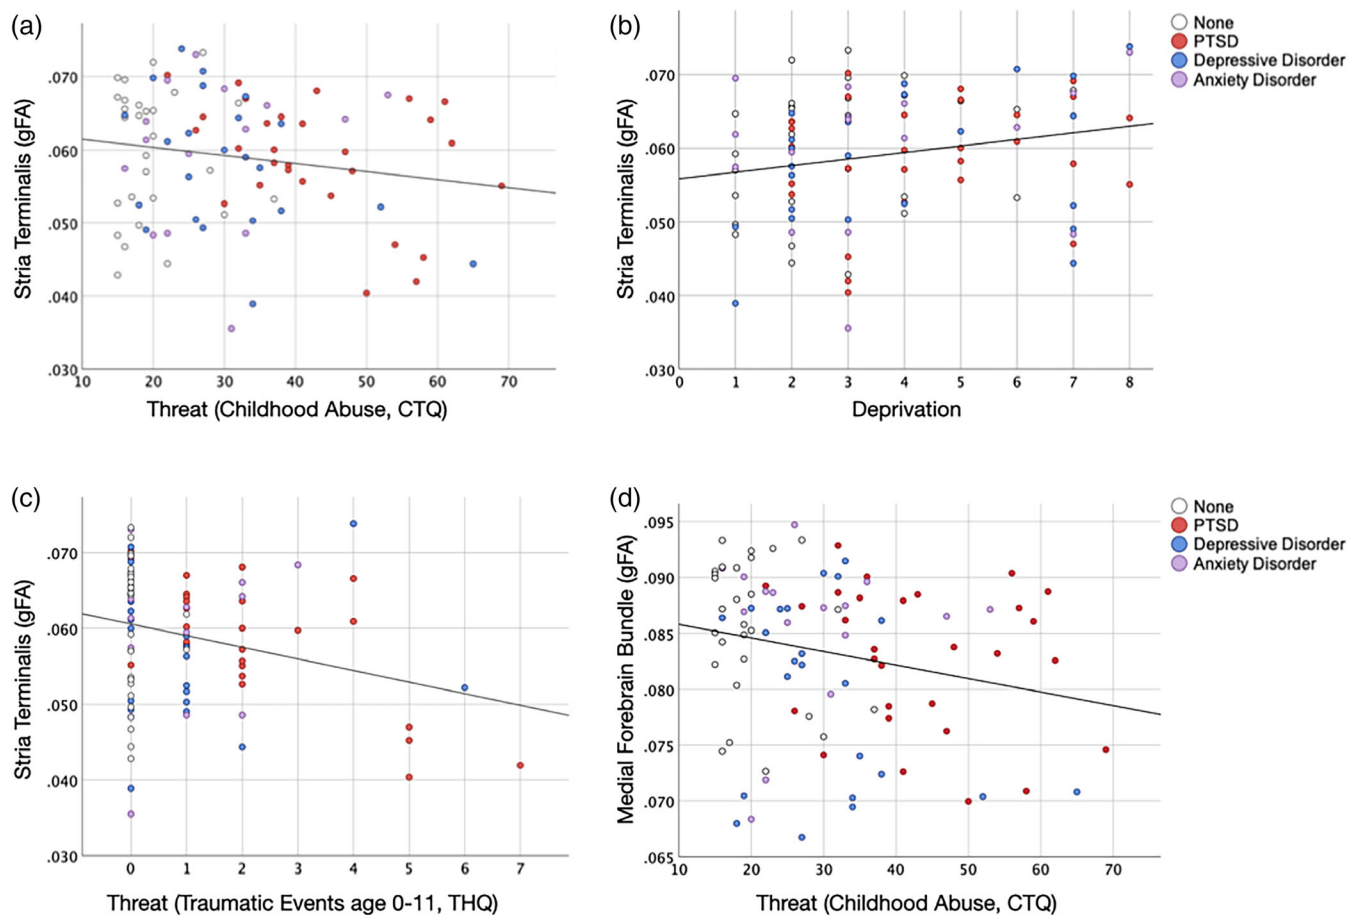 (a)
.070
.060
.050
.040
.030
Stria Terminalis (gFA)
10 20 30 40 50 60 70
Threat (Childhood Abuse, CTQ)
(b)
.070
.060
.050
.040
.030
Stria Terminalis (gFA)
0 1 2 3 4 5 6 7 8
Deprivation
None
PTSD
Depressive Disorder
Anxiety Disorder
(c)
.070
.060
.050
.040
.030
Stria Terminalis (gFA)
0 1 2 3 4 5 6 7
Threat (Traumatic Events age 0-11, THQ)
(d)
.095
.090
.085
.080
.075
.070
.065
Medial Forebrain Bundle (gFA)
10 20 30 40 50 60 70
Threat (Childhood Abuse, CTQ)
None
PTSD
Depressive Disorder
Anxiety Disorder